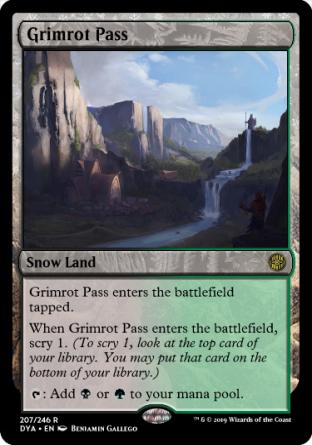 Grimrot Pass
Snow Land
Grimrot Pass enters the battlefield
tapped.
When Grimrot Pass enters the battlefield,
scry 1. (To scry 1, look at the top card of
your library. You may put that card on the
bottom of your library.)
: Add or to your mana pool.
207/246 R
DYA • EN Benjamin Gallego
™ & © 2019 Wizards of the Coast